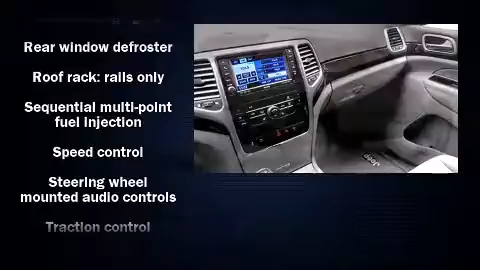 Rear window defroster
Roof rack: rails only
Sequential multi-point
fuel injection
Speed control
Steering wheel
mounted audio controls
Traction control
Jeep